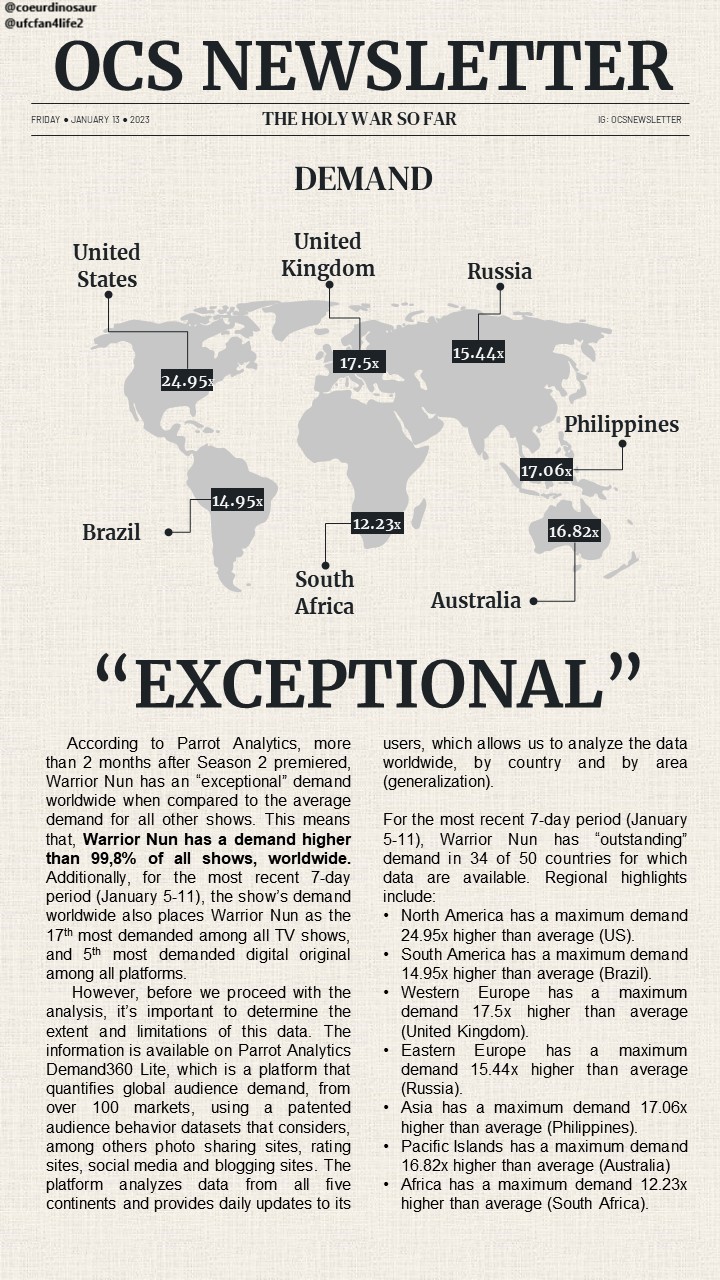 @coeurdinosaur
@ufcfan4life2
OCS NEWSLETTER
FRIDAY ● JANUARY 13 ● 2023
THE HOLY WAR SO FAR
IG: OCSNEWSLETTER
DEMAND
United
States
United
Kingdom
Russia
24.95x
17.5x
15.44x
Philippines
17.06x
14.95x
Brazil
12.23x
16.82x
South
Africa
Australia
“EXCEPTIONAL”
According to Parrot Analytics, more
than 2 months after Season 2 premiered,
Warrior Nun has an “exceptional” demand
worldwide when compared to the average
demand for all other shows. This means
that, Warrior Nun has a demand higher
than 99,8% of all shows, worldwide.
Additionally, for the most recent 7-day
period (January 5-11), the show’s demand
worldwide also places Warrior Nun as the
17th most demanded among all TV shows,
and 5th most demanded digital original
among all platforms.
However, before we proceed with the
analysis, it’s important to determine the
extent and limitations of this data. The
information is available on Parrot Analytics
Demand360 Lite, which is a platform that
quantifies global audience demand, from
over 100 markets, using a patented
audience behavior datasets that considers,
among others photo sharing sites, rating
sites, social media and blogging sites. The
platform analyzes data from all five
continents and provides daily updates to its
users, which allows us to analyze the data
worldwide, by country and by area
(generalization).
For the most recent 7-day period (January
5-11), Warrior Nun has “outstanding”
demand in 34 of 50 countries for which
data are available. Regional highlights
include:
• North America has a maximum demand
24.95x higher than average (US).
• South America has a maximum demand
14.95x higher than average (Brazil).
• Western Europe has a maximum
demand 17.5x higher than average
(United Kingdom).
• Eastern Europe has a maximum
demand 15.44x higher than average
(Russia).
• Asia has a maximum demand 17.06x
higher than average (Philippines).
• Pacific Islands has a maximum demand
16.82x higher than average (Australia)
• Africa has a maximum demand 12.23x
higher than average (South Africa).